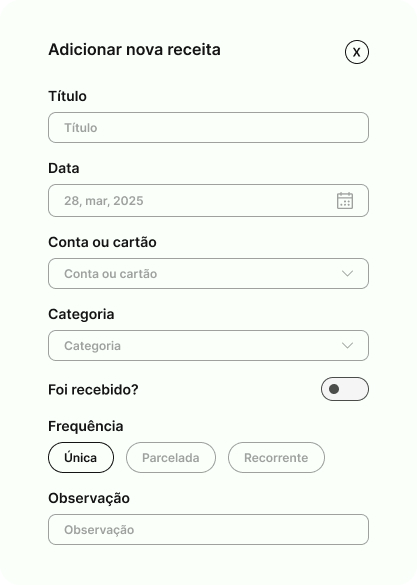 Adicionar nova receita
X
Título
Título
Data
28, mar, 2025
Conta ou cartão
Conta ou cartão
Categoria
Categoria
Foi recebido?
Frequência
Única Parcelada Recorrente
Observação
Observação